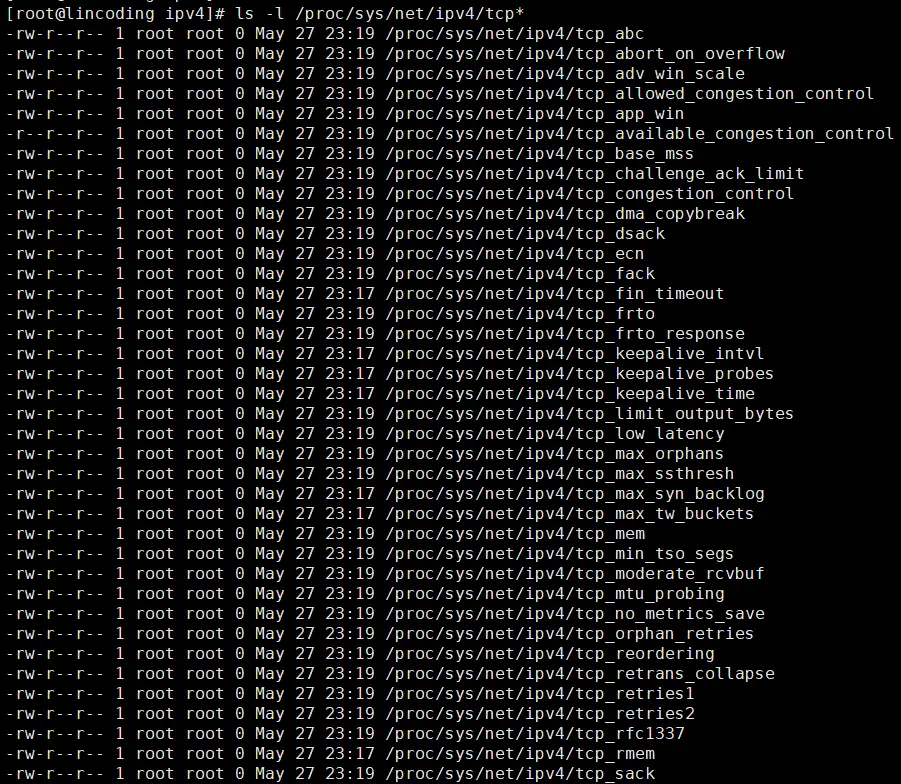 [root@lincoding ipv4]# ls -l /proc/sys/net/ipv4/tcp*
-rw-r--r-- 1 root root 0 May 27 23:19 /proc/sys/net/ipv4/tcp_abc
-rw-r--r-- 1 root root 0 May 27 23:19 /proc/sys/net/ipv4/tcp_abort_on_overflow
-rw-r--r-- 1 root root 0 May 27 23:19 /proc/sys/net/ipv4/tcp_adv_win_scale
-rw-r--r-- 1 root root 0 May 27 23:19 /proc/sys/net/ipv4/tcp_allowed_congestion_control
-rw-r--r-- 1 root root 0 May 27 23:19 /proc/sys/net/ipv4/tcp_app_win
-r--r--r-- 1 root root 0 May 27 23:19 /proc/sys/net/ipv4/tcp_available_congestion_control
-rw-r--r-- 1 root root 0 May 27 23:19 /proc/sys/net/ipv4/tcp_base_mss
-rw-r--r-- 1 root root 0 May 27 23:19 /proc/sys/net/ipv4/tcp_challenge_ack_limit
-rw-r--r-- 1 root root 0 May 27 23:19 /proc/sys/net/ipv4/tcp_congestion_control
-rw-r--r-- 1 root root 0 May 27 23:19 /proc/sys/net/ipv4/tcp_dma_copybreak
-rw-r--r-- 1 root root 0 May 27 23:19 /proc/sys/net/ipv4/tcp_dsack
-rw-r--r-- 1 root root 0 May 27 23:19 /proc/sys/net/ipv4/tcp_ecn
-rw-r--r-- 1 root root 0 May 27 23:19 /proc/sys/net/ipv4/tcp_fack
-rw-r--r-- 1 root root 0 May 27 23:17 /proc/sys/net/ipv4/tcp_fin_timeout
-rw-r--r-- 1 root root 0 May 27 23:19 /proc/sys/net/ipv4/tcp_frto
-rw-r--r-- 1 root root 0 May 27 23:19 /proc/sys/net/ipv4/tcp_frto_response
-rw-r--r-- 1 root root 0 May 27 23:17 /proc/sys/net/ipv4/tcp_keepalive_intvl
-rw-r--r-- 1 root root 0 May 27 23:17 /proc/sys/net/ipv4/tcp_keepalive_probes
-rw-r--r-- 1 root root 0 May 27 23:17 /proc/sys/net/ipv4/tcp_keepalive_time
-rw-r--r-- 1 root root 0 May 27 23:19 /proc/sys/net/ipv4/tcp_limit_output_bytes
-rw-r--r-- 1 root root 0 May 27 23:19 /proc/sys/net/ipv4/tcp_low_latency
-rw-r--r-- 1 root root 0 May 27 23:19 /proc/sys/net/ipv4/tcp_max_orphans
-rw-r--r-- 1 root root 0 May 27 23:19 /proc/sys/net/ipv4/tcp_max_ssthresh
-rw-r--r-- 1 root root 0 May 27 23:17 /proc/sys/net/ipv4/tcp_max_syn_backlog
-rw-r--r-- 1 root root 0 May 27 23:17 /proc/sys/net/ipv4/tcp_max_tw_buckets
-rw-r--r-- 1 root root 0 May 27 23:19 /proc/sys/net/ipv4/tcp_mem
-rw-r--r-- 1 root root 0 May 27 23:19 /proc/sys/net/ipv4/tcp_min_tso_segs
-rw-r--r-- 1 root root 0 May 27 23:19 /proc/sys/net/ipv4/tcp_moderate_rcvbuf
-rw-r--r-- 1 root root 0 May 27 23:19 /proc/sys/net/ipv4/tcp_mtu_probing
-rw-r--r-- 1 root root 0 May 27 23:19 /proc/sys/net/ipv4/tcp_no_metrics_save
-rw-r--r-- 1 root root 0 May 27 23:19 /proc/sys/net/ipv4/tcp_orphan_retries
-rw-r--r-- 1 root root 0 May 27 23:19 /proc/sys/net/ipv4/tcp_reordering
-rw-r--r-- 1 root root 0 May 27 23:19 /proc/sys/net/ipv4/tcp_retrans_collapse
-rw-r--r-- 1 root root 0 May 27 23:19 /proc/sys/net/ipv4/tcp_retries1
-rw-r--r-- 1 root root 0 May 27 23:19 /proc/sys/net/ipv4/tcp_retries2
-rw-r--r-- 1 root root 0 May 27 23:19 /proc/sys/net/ipv4/tcp_rfc1337
-rw-r--r-- 1 root root 0 May 27 23:17 /proc/sys/net/ipv4/tcp_rmem
-rw-r--r-- 1 root root 0 May 27 23:19 /proc/sys/net/ipv4/tcp_sack